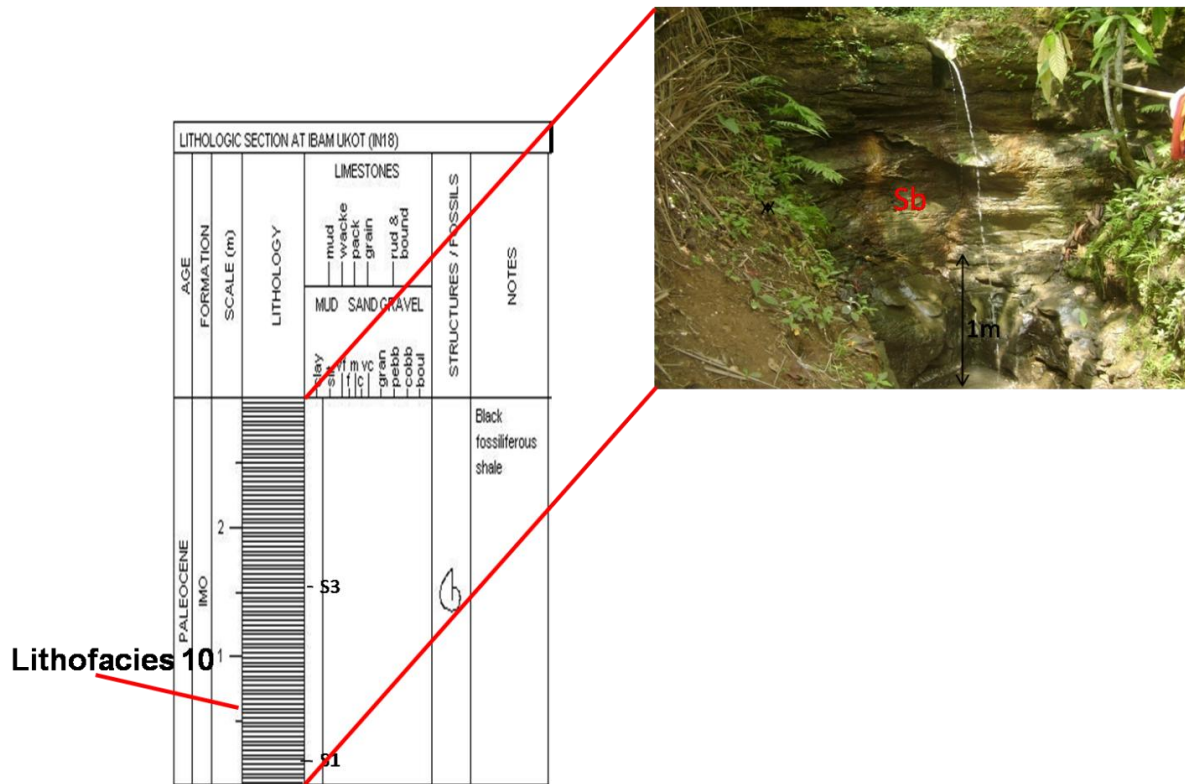 LITHOLOGIC SECTION AT IBAM UKOT (IN18)
AGE
FORMATION
SCALE (m)
LITHOLOGY
LIMESTONES
mud
wacke
pack
grain
rud &
bound
MUD SAND GRAVEL
clay
silt
vf
f
m
c
vc
gran
pebb
cobb
boul
STRUCTURES / FOSSILS
NOTES
Black
fossiliferous
shale
PALEOCENE
IMO
2
1
S3
S1
Lithofacies 10
Sb
1m